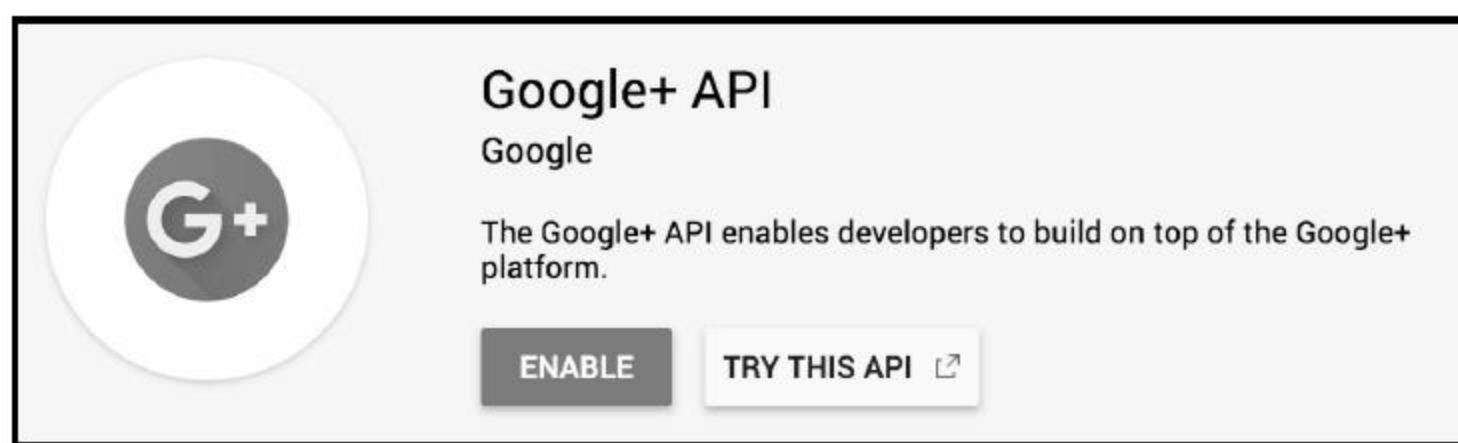 Google+ API
Google
G+
The Google+ API enables developers to build on top of the Google+
platform.
ENABLE TRY THIS API